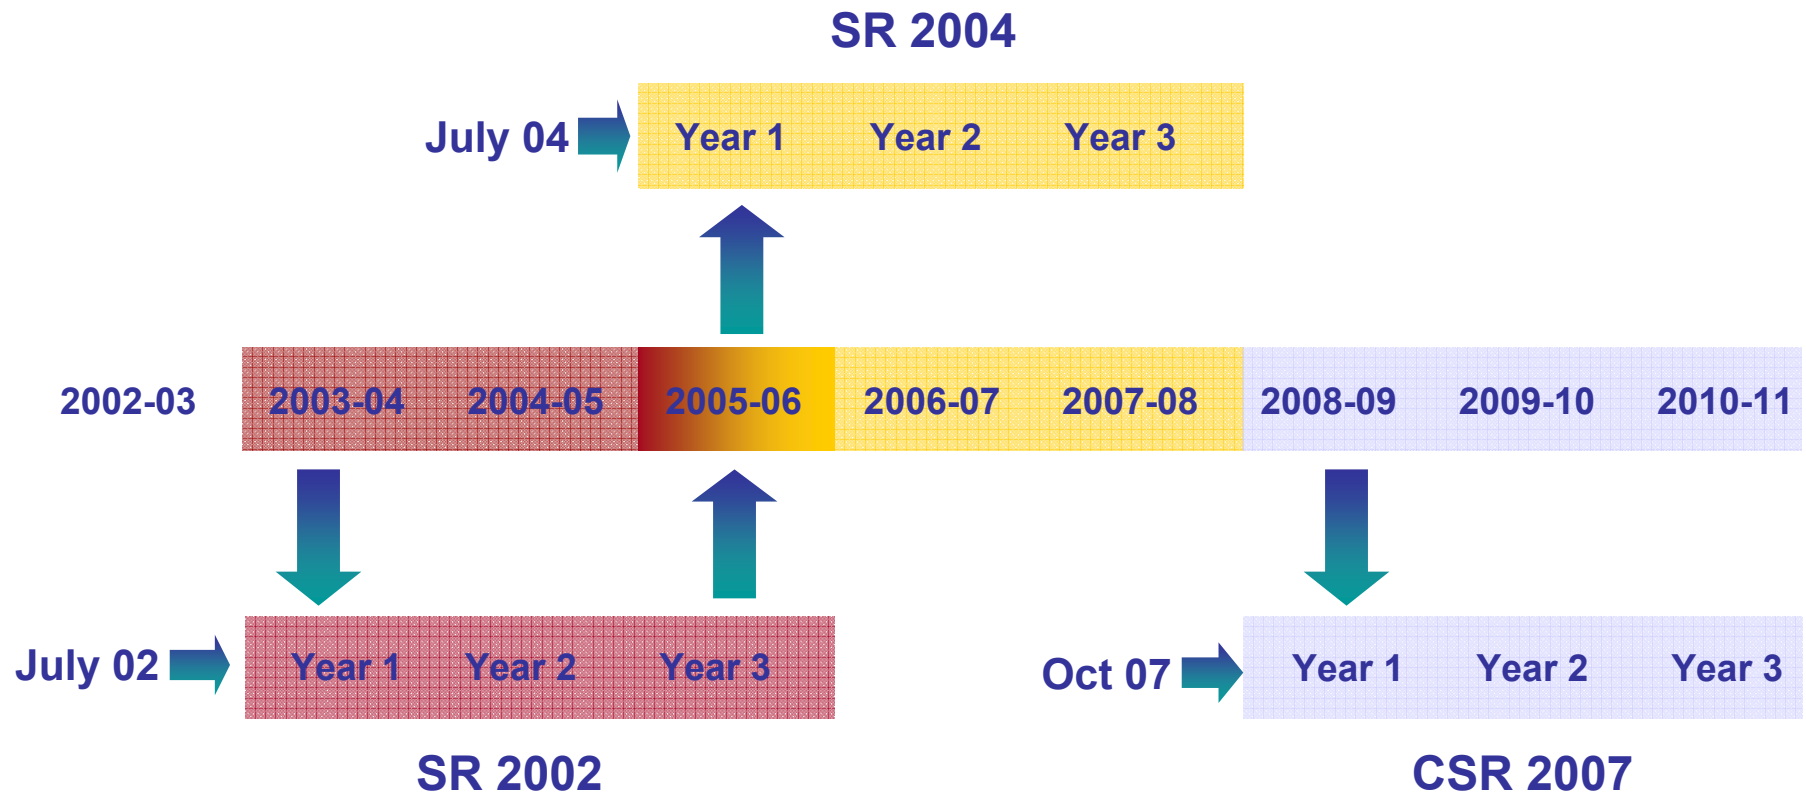 SR 2004
July 04 Year 1 Year 2 Year 3
2002-03 2003-04 2004-05 2005-06 2006-07 2007-08 2008-09 2009-10 2010-11
July 02 Year 1 Year 2 Year 3
Oct 07 Year 1 Year 2 Year 3
SR 2002
CSR 2007